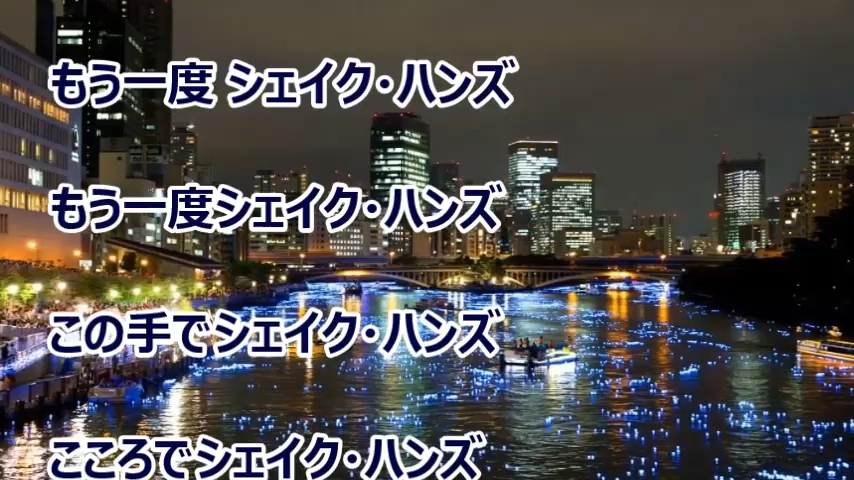 もう一度 シェイク・ハンズ
もう一度シェイク・ハンズ
この手でシェイク・ハンズ
こころでシェイク・ハンズ